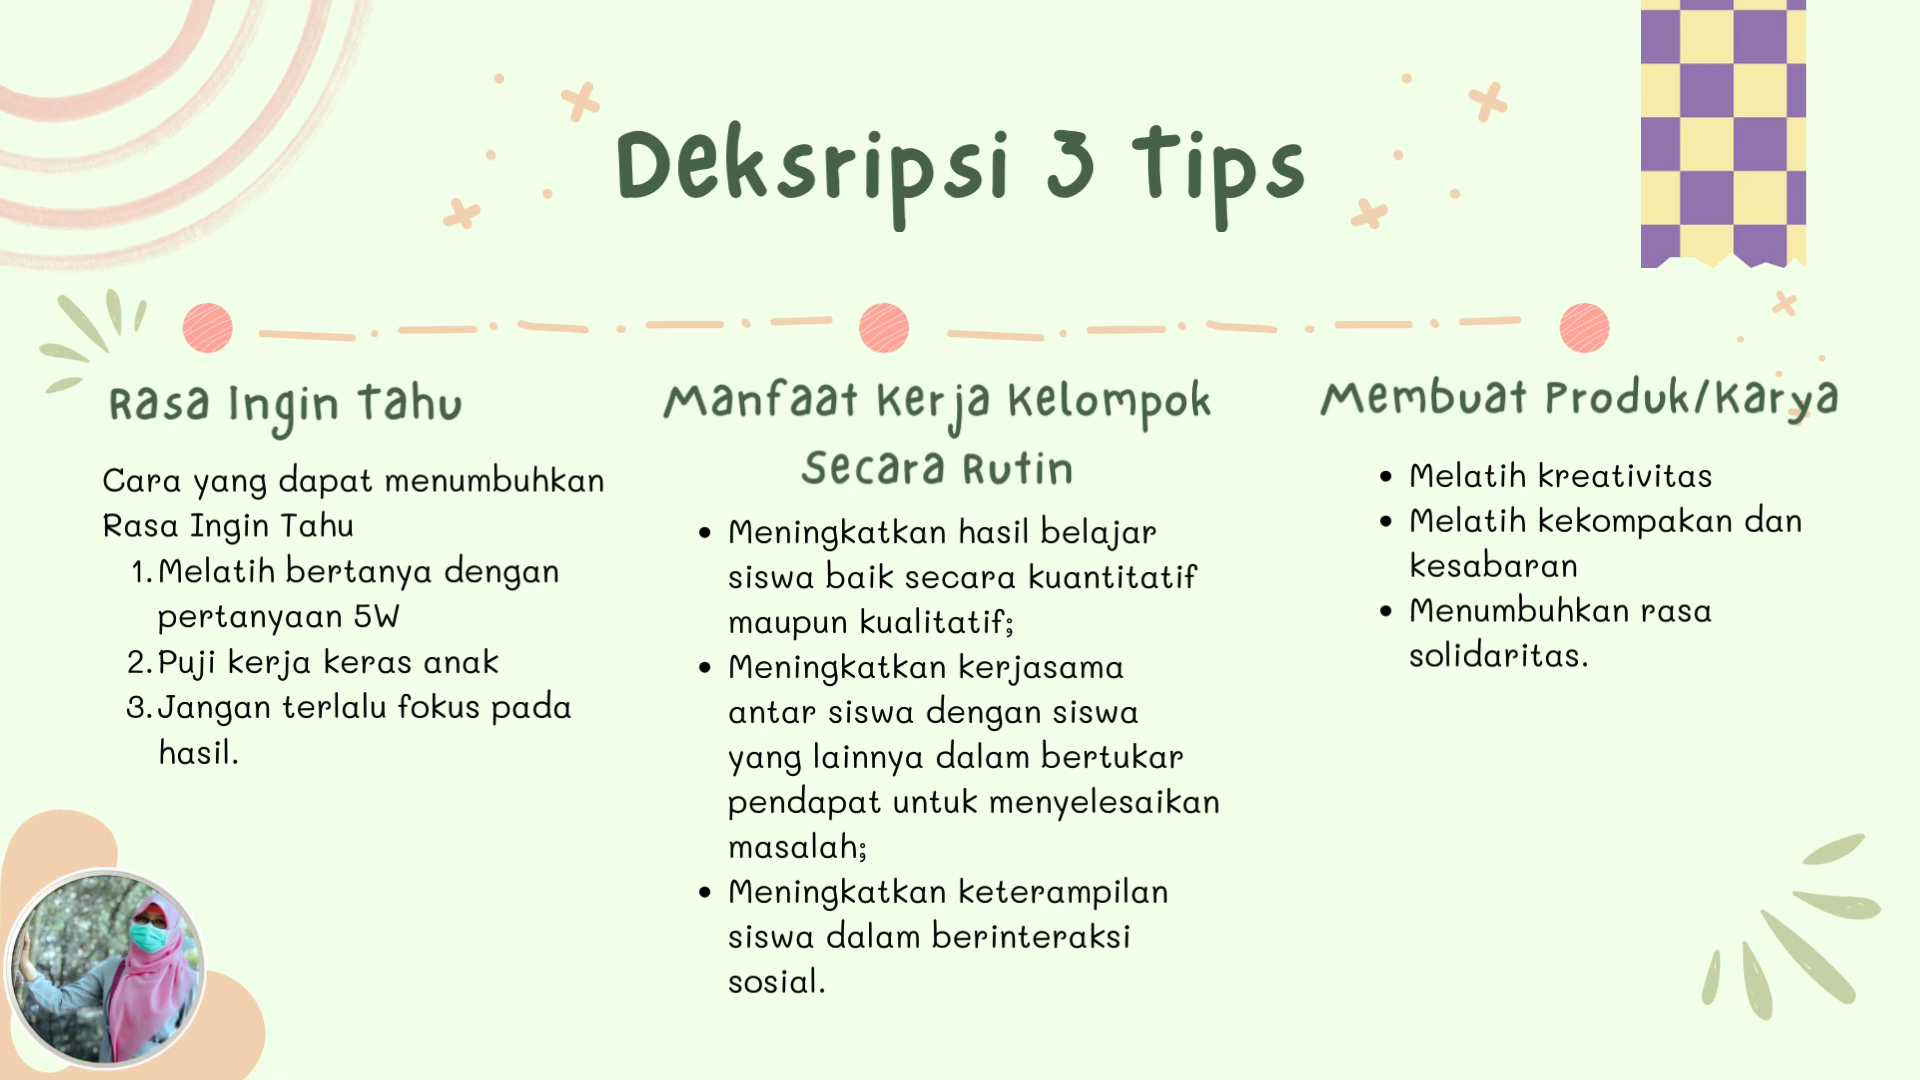 Deksripsi 3 Tips
Rasa Ingin Tahu
Cara yang dapat menumbuhkan
Rasa Ingin Tahu
1. Melatih bertanya dengan
pertanyaan 5W
2. Puji kerja keras anak
3. Jangan terlalu fokus pada
hasil.
Manfaat Kerja Kelompok
Secara Rutin
• Meningkatkan hasil belajar
siswa baik secara kuantitatif
maupun kualitatif;
• Meningkatkan kerjasama
antar siswa dengan siswa
yang lainnya dalam bertukar
pendapat untuk menyelesaikan
masalah;
• Meningkatkan keterampilan
siswa dalam berinteraksi
sosial.
Membuat Produk/Karya
• Melatih kreativitas
• Melatih kekompakan dan
kesabaran
• Menumbuhkan rasa
solidaritas.